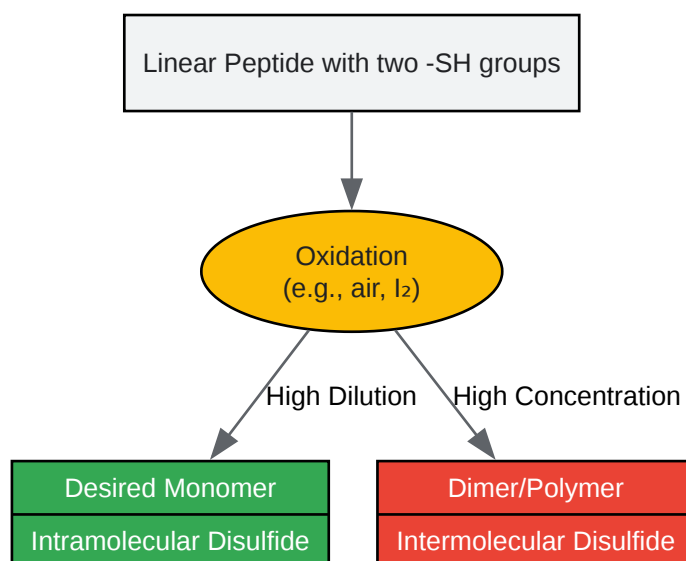 Linear Peptide with two -SH groups
Oxidation
(e.g., air, I₂)
High Dilution
High Concentration
Desired Monomer
Intramolecular Disulfide
Dimer/Polymer
Intermolecular Disulfide